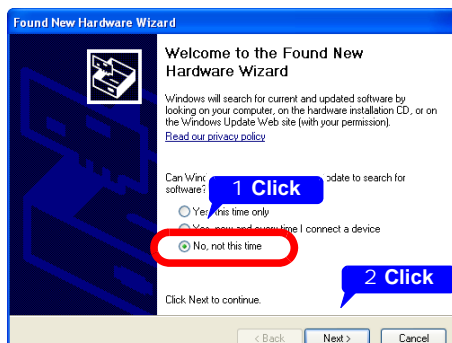 Found New Hardware Wizard
Welcome to the Found New
Hardware Wizard
Windows will search for current and updated software by
looking on your computer, on the hardware installation CD, or on
the Windows Update Web site (with your permission).
Read our privacy policy
Can date to search for
software?
1 Click
Yes, this time only
Yes, now and every time I connect a device
No, not this time
2 Click
Click Next to continue.
< Back Next > Cancel